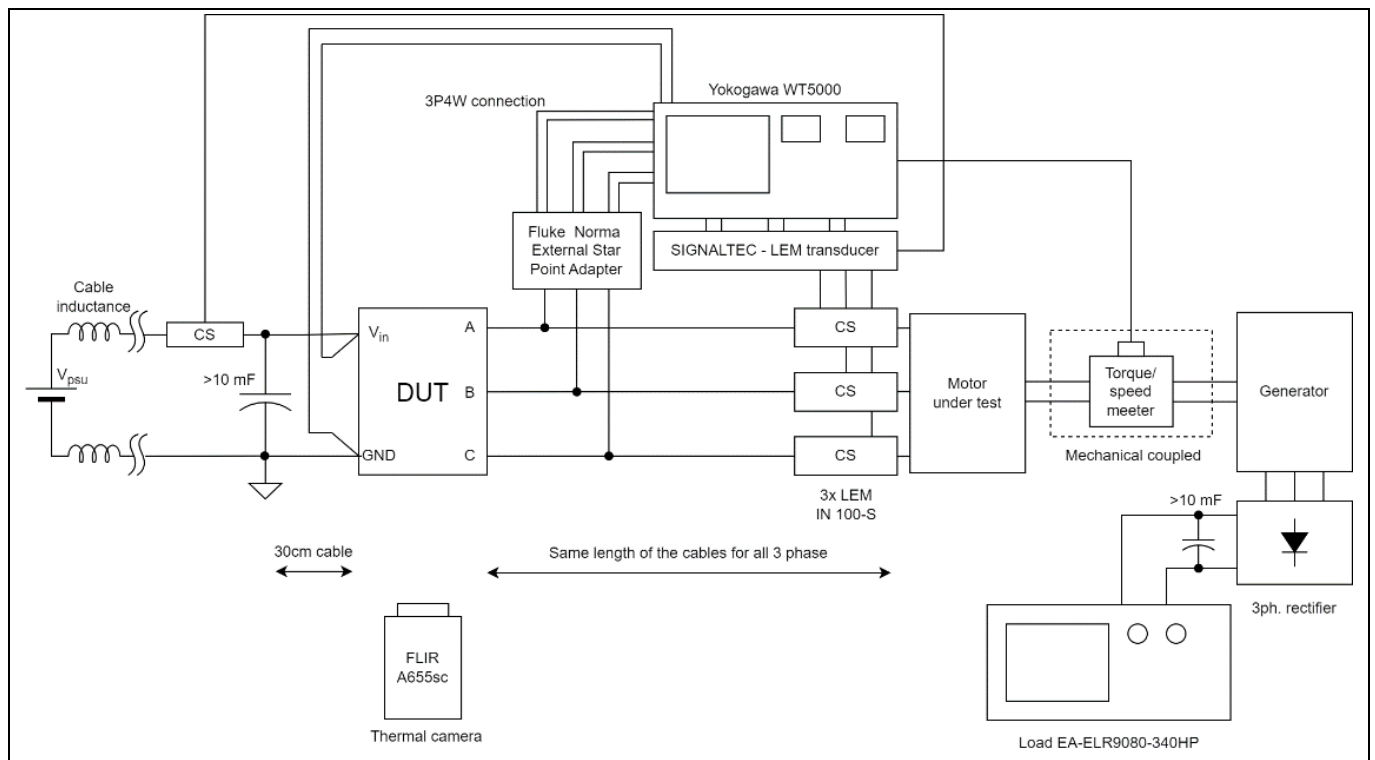 Yokogawa WT5000
3P4W connection
Fluke Norma
External Star
Point Adapter
SIGNALTEC - LEM transducer
Cable
inductance
CS
Vpsu
>10 mF
Vin
GND
DUT
A
B
C
CS
CS
CS
3x LEM
IN 100-S
Motor
under test
Torque/
speed
meeter
Mechanical coupled
Generator
>10 mF
3ph. rectifier
30cm cable
Same length of the cables for all 3 phase
FLIR
A655sc
Thermal camera
Load EA-ELR9080-340HP